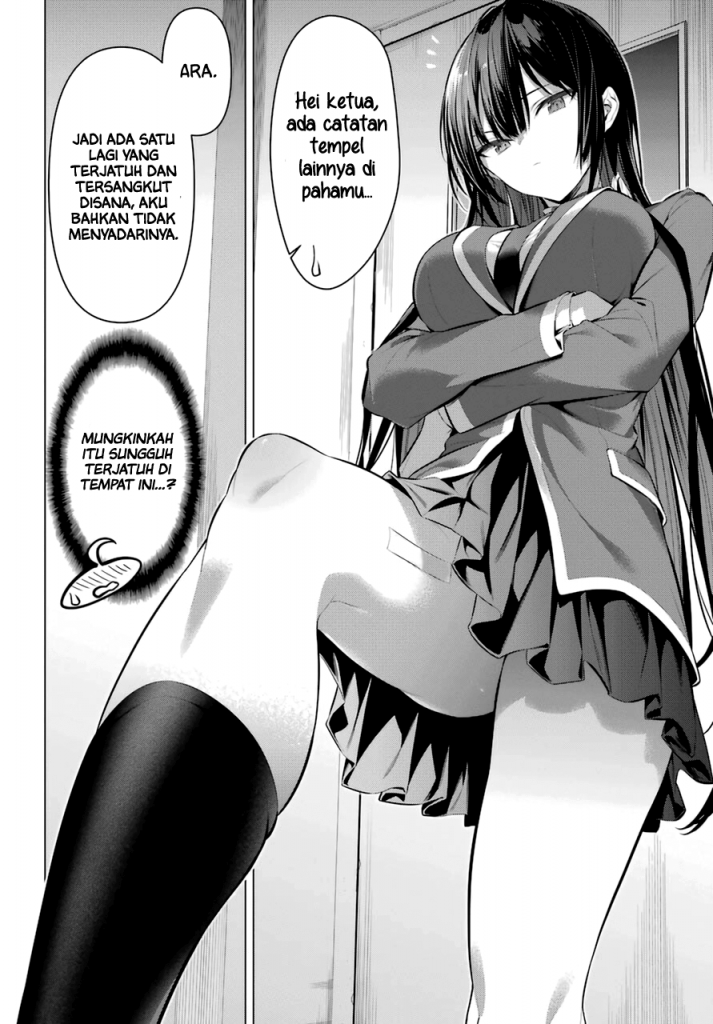 Hei ketua,
ada catatan
tempel
lainnya di
pahamu...
ARA.
JADI ADA SATU
LAGI YANG
TERJATUH DAN
TERSANGKUT
DISANA, AKU
BAHKAN TIDAK
MENYADARINYA.
MUNGKINKAH
ITU SUNGGUH
TERJATUH DI
TEMPAT INI...?